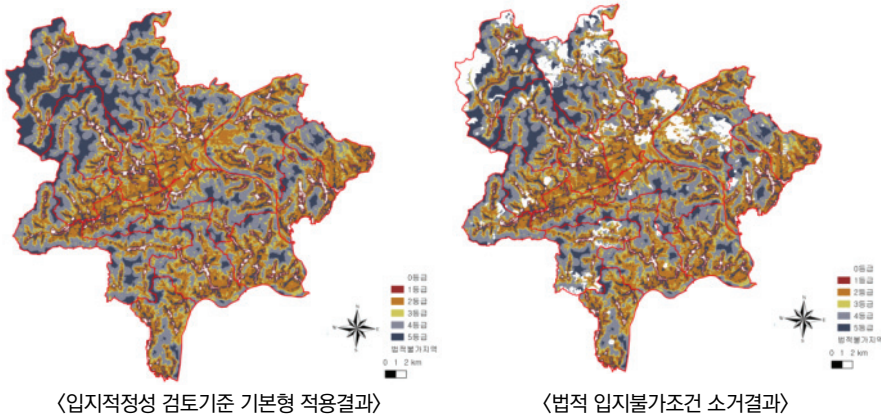 0등급
1등급
2등급
3등급
4등급
5등급
법적불가지역
N
W
E
S
0 1 2 km
〈입지적정성 검토기준 기본형 적용결과〉
0등급
1등급
2등급
3등급
4등급
5등급
법적불가지역
N
W
E
S
0 1 2 km
〈법적 입지불가조건 소거결과〉